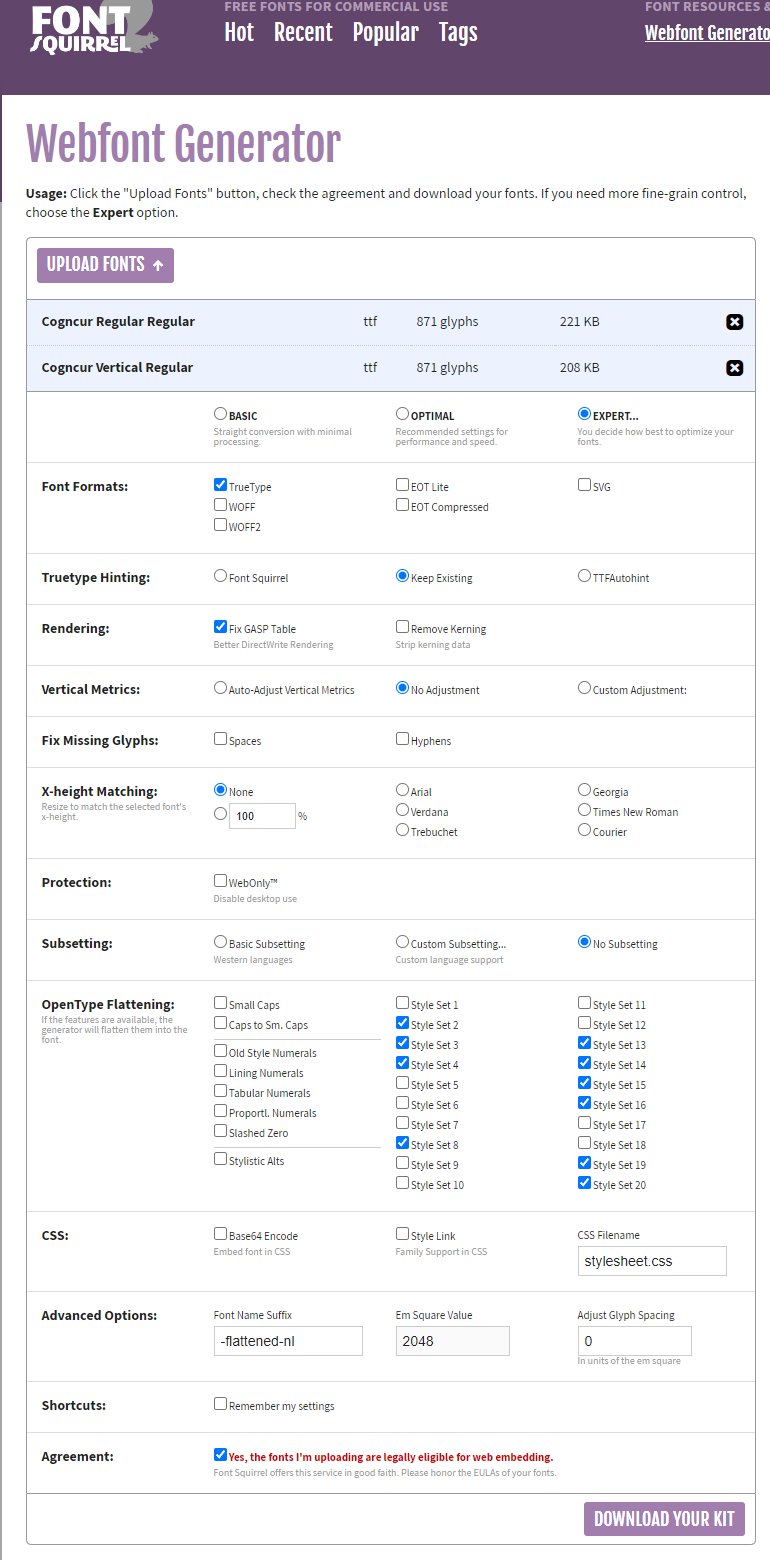 FREE FONTS FOR COMMERCIAL USE
FONT RESOURCES &
FONT
SQUIRREL
Hot Recent Popular Tags
Webfont Generato
Webfont Generator
Usage: Click the "Upload Fonts" button, check the agreement and download your fonts. If you need more fine-grain control,
choose the Expert option.
UPLOAD FONTS
Cogncur Regular Regular ttf 871 glyphs 221 KB
Cogncur Vertical Regular ttf 871 glyphs 208 KB
BASIC OPTIMAL EXPERT...
Straight conversion with minimal Recommended settings for You decide how best to optimize your
processing. performance and speed. fonts.
Font Formats: TrueType EOT Lite SVG
WOFF EOT Compressed
WOFF2
Truetype Hinting: Font Squirrel Keep Existing TTFAutohint
Rendering: Fix GASP Table Remove Kerning
Better DirectWrite Rendering Strip kerning data
Vertical Metrics: Auto-Adjust Vertical Metrics No Adjustment Custom Adjustment:
Fix Missing Glyphs: Spaces Hyphens
X-height Matching: None Arial Georgia
Resize to match the selected font's
x-height.
100 % Verdana Times New Roman
Trebuchet Courier
Protection: WebOnly™
Disable desktop use
Subsetting: Basic Subsetting Custom Subsetting... No Subsetting
Western languages Custom language support
OpenType Flattening: Small Caps Style Set 1 Style Set 11
If the features are available, the
generator will flatten them into the
font.
Caps to Sm. Caps Style Set 2 Style Set 12
Style Set 3 Style Set 13
Old Style Numerals
Lining Numerals Style Set 4 Style Set 14
Tabular Numerals Style Set 5 Style Set 15
Proportl. Numerals Style Set 6 Style Set 16
Slashed Zero Style Set 7 Style Set 17
Style Set 8 Style Set 18
Stylistic Alts Style Set 9 Style Set 19
Style Set 10 Style Set 20
CSS: Base64 Encode Style Link CSS Filename
Embed font in CSS Family Support in CSS
stylesheet.css
Advanced Options: Font Name Suffix Em Square Value Adjust Glyph Spacing
-flattened-nl 2048 0
In units of the em square
Shortcuts: Remember my settings
Agreement: Yes, the fonts I'm uploading are legally eligible for web embedding.
Font Squirrel offers this service in good faith. Please honor the EULAs of your fonts.
DOWNLOAD YOUR KIT